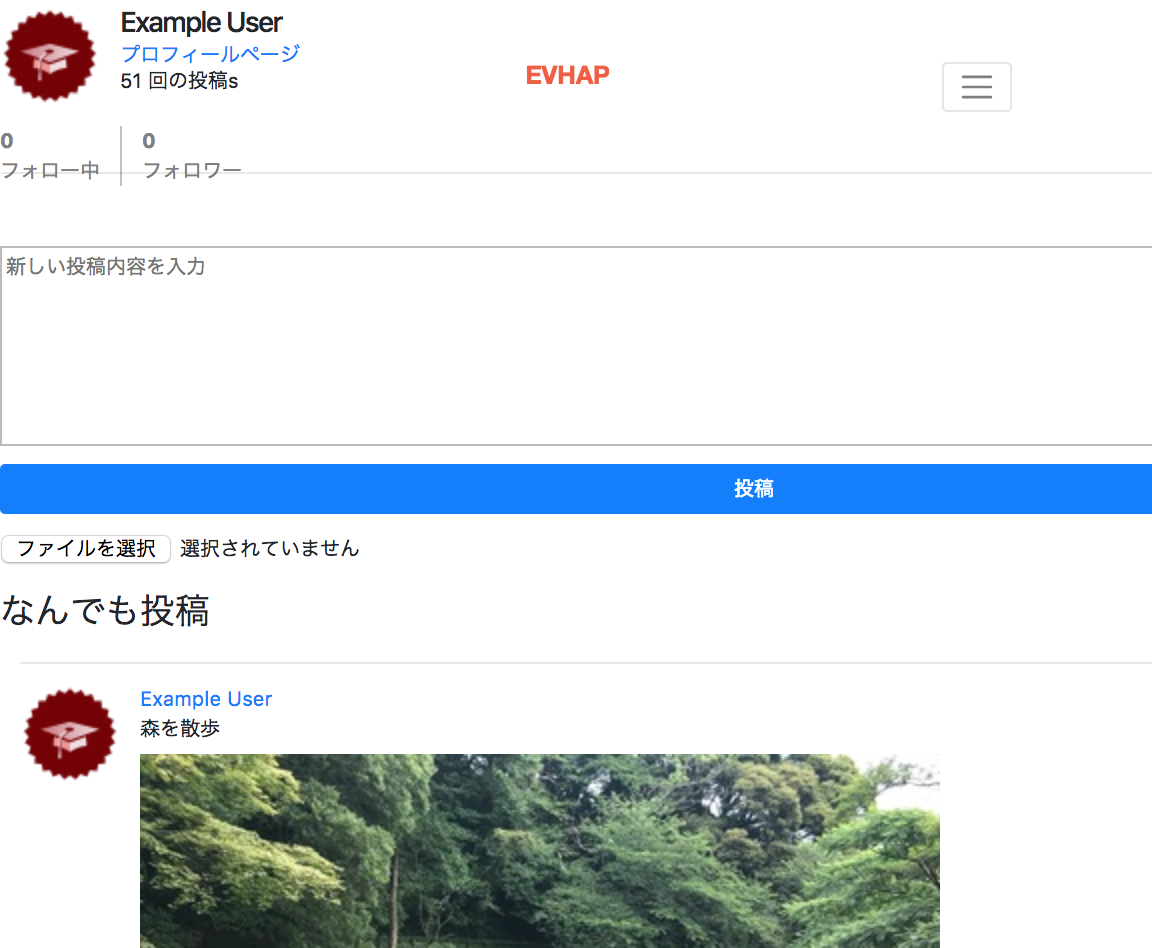 Example User
プロフィールページ
51 回の投稿s
EVHAP
0
フォロー中
0
フォロワー
新しい投稿内容を入力
投稿
ファイルを選択 選択されていません
なんでも投稿
Example User
森を散歩